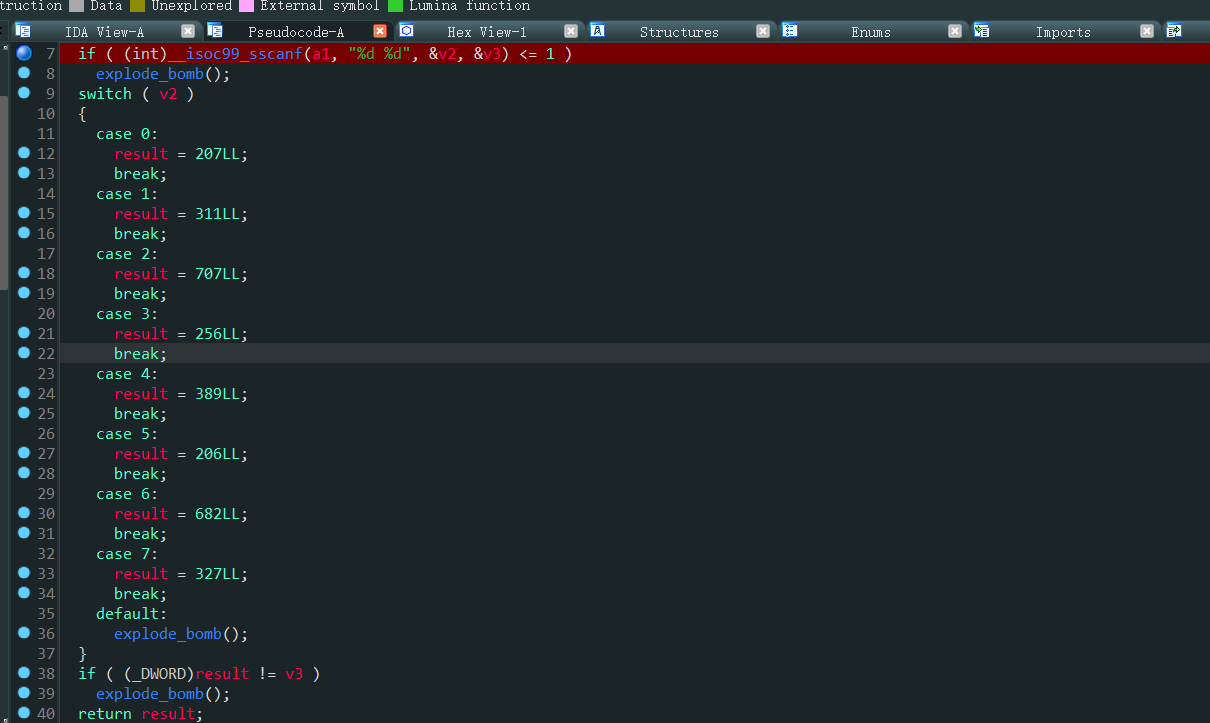 truction Data Unexplored External symbol Lumina function
IDA View-A Pseudocode-A Hex View-1 Structures Enums Imports
7 if ( (int)__isoc99_sscanf(a1, "%d %d", &v2, &v3) <= 1 )
8 explode_bomb();
9 switch ( v2 )
10 {
11 case 0:
12 result = 207LL;
13 break;
14 case 1:
15 result = 311LL;
16 break;
17 case 2:
18 result = 707LL;
19 break;
20 case 3:
21 result = 256LL;
22 break;
23 case 4:
24 result = 389LL;
25 break;
26 case 5:
27 result = 206LL;
28 break;
29 case 6:
30 result = 682LL;
31 break;
32 case 7:
33 result = 327LL;
34 break;
35 default:
36 explode_bomb();
37 }
38 if ( (_DWORD)result != v3 )
39 explode_bomb();
40 return result;